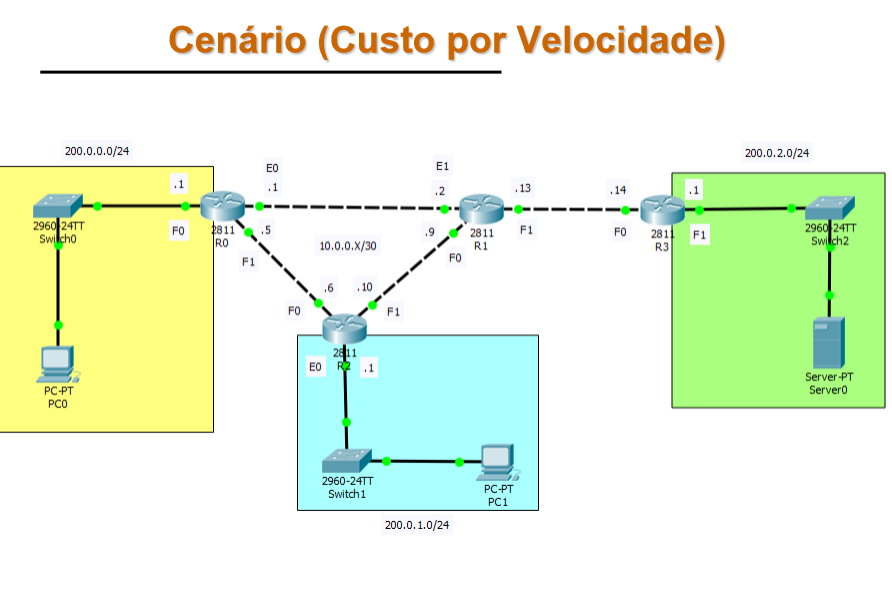 Cenário (Custo por Velocidade)
200.0.0.0/24
200.0.2.0/24
E0
E1
.1
.1
.2
.13
.14
.1
2960-24TT
Switch0
F0
2811
R0
.5
.9
2811
R1
F1
F0
2811
R3
F1
2960-24TT
Switch2
10.0.0.X/30
F1
F0
.6
.10
F0
F1
2811
R2
E0
.1
PC-PT
PC0
Server-PT
Server0
2960-24TT
Switch1
PC-PT
PC1
200.0.1.0/24